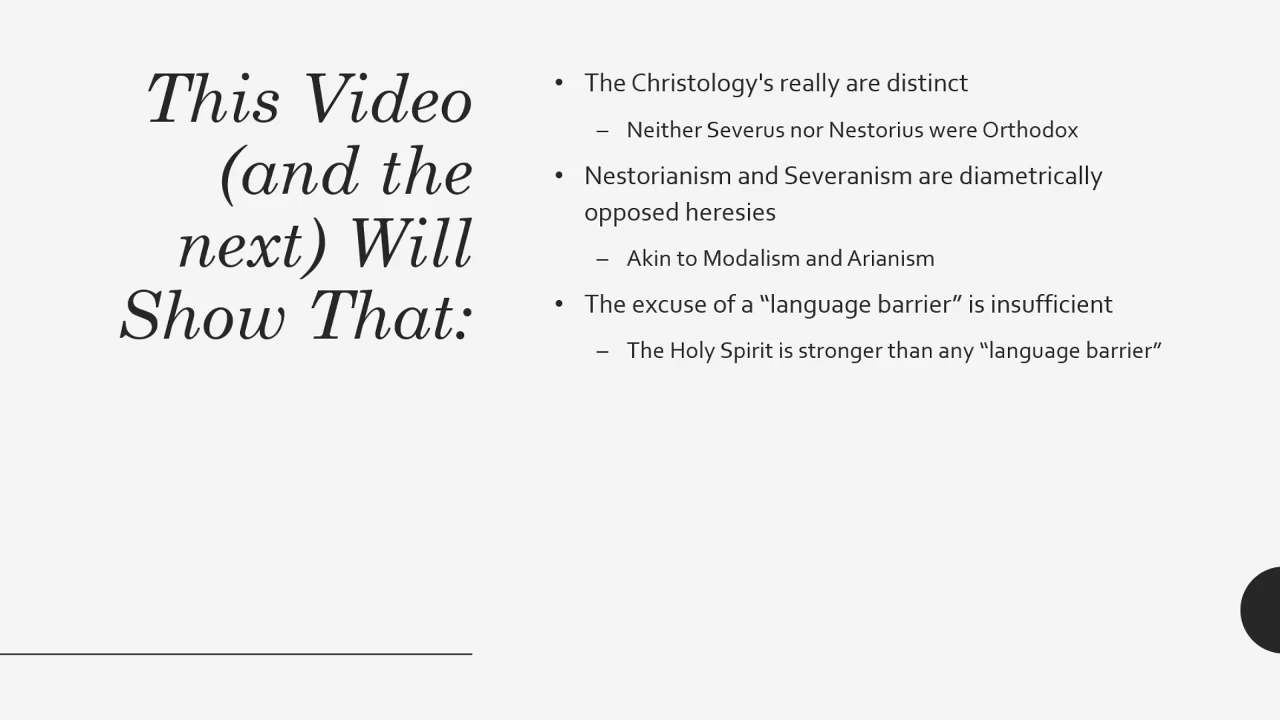 This Video
(and the
next) Will
Show That:
• The Christology's really are distinct
– Neither Severus nor Nestorius were Orthodox
• Nestorianism and Severanism are diametrically
opposed heresies
– Akin to Modalism and Arianism
• The excuse of a “language barrier” is insufficient
– The Holy Spirit is stronger than any “language barrier”